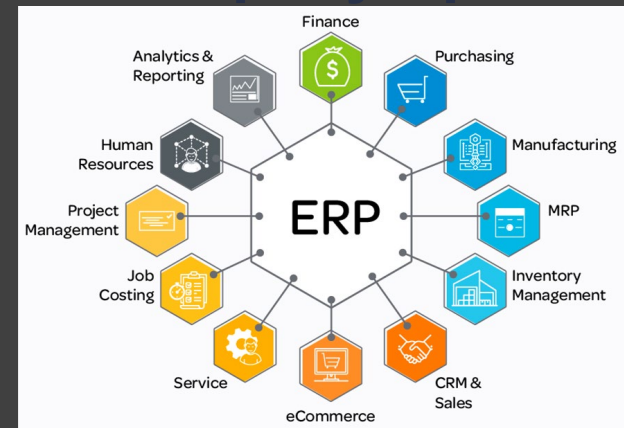 Finance
Purchasing
Manufacturing
MRP
Inventory
Management
CRM &
Sales
eCommerce
Service
Job
Costing
Project
Management
Human
Resources
Analytics &
Reporting
ERP